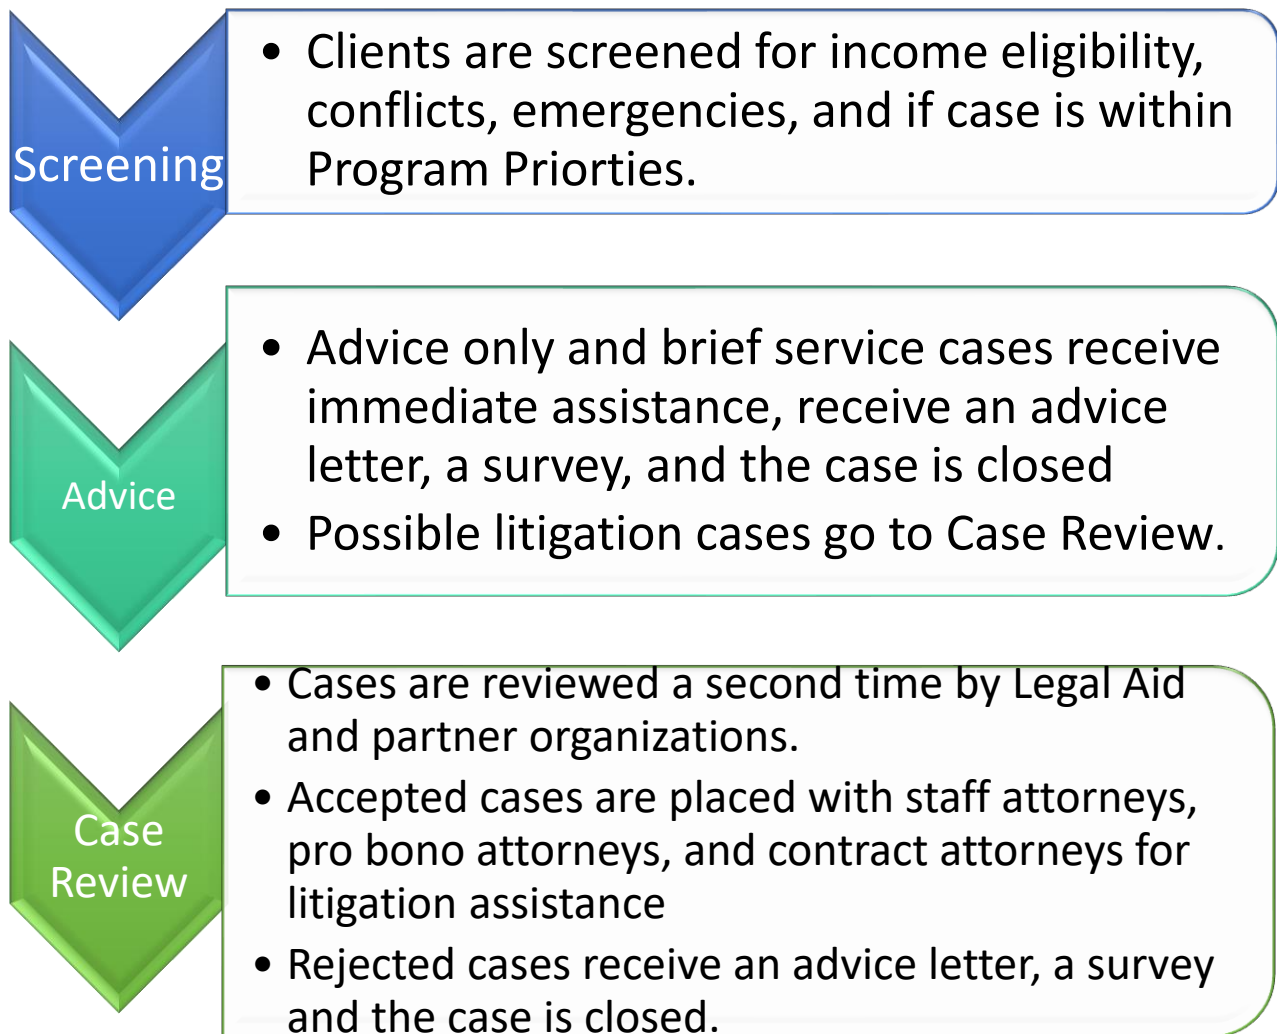 Screening
• Clients are screened for income eligibility,
conflicts, emergencies, and if case is within
Program Priorties.
Advice
• Advice only and brief service cases receive
immediate assistance, receive an advice
letter, a survey, and the case is closed
• Possible litigation cases go to Case Review.
Case
Review
• Cases are reviewed a second time by Legal Aid
and partner organizations.
• Accepted cases are placed with staff attorneys,
pro bono attorneys, and contract attorneys for
litigation assistance
• Rejected cases receive an advice letter, a survey
and the case is closed.